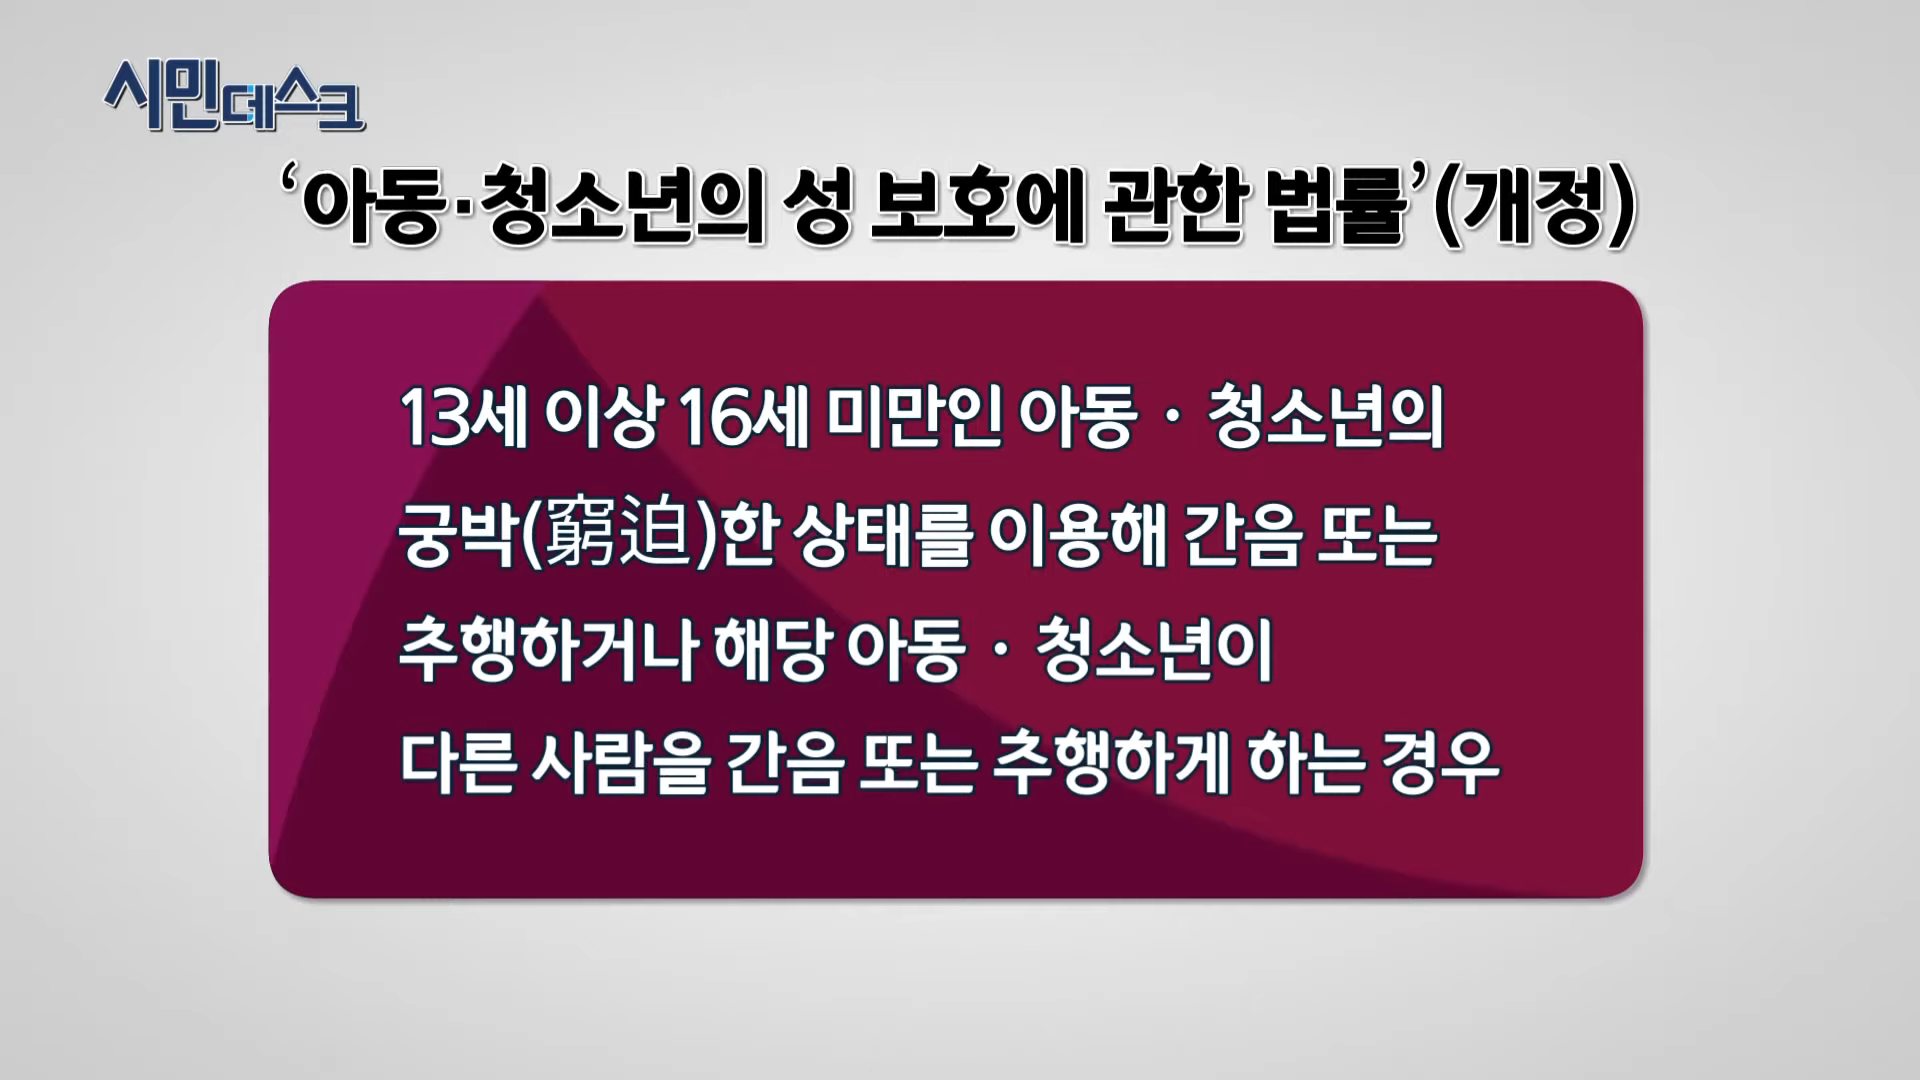 시민데스크
‘아동·청소년의 성 보호에 관한 법률’(개정)
13세 이상 16세 미만인 아동 · 청소년의
궁박(窮迫)한 상태를 이용해 간음 또는
추행하거나 해당 아동 · 청소년이
다른 사람을 간음 또는 추행하게 하는 경우